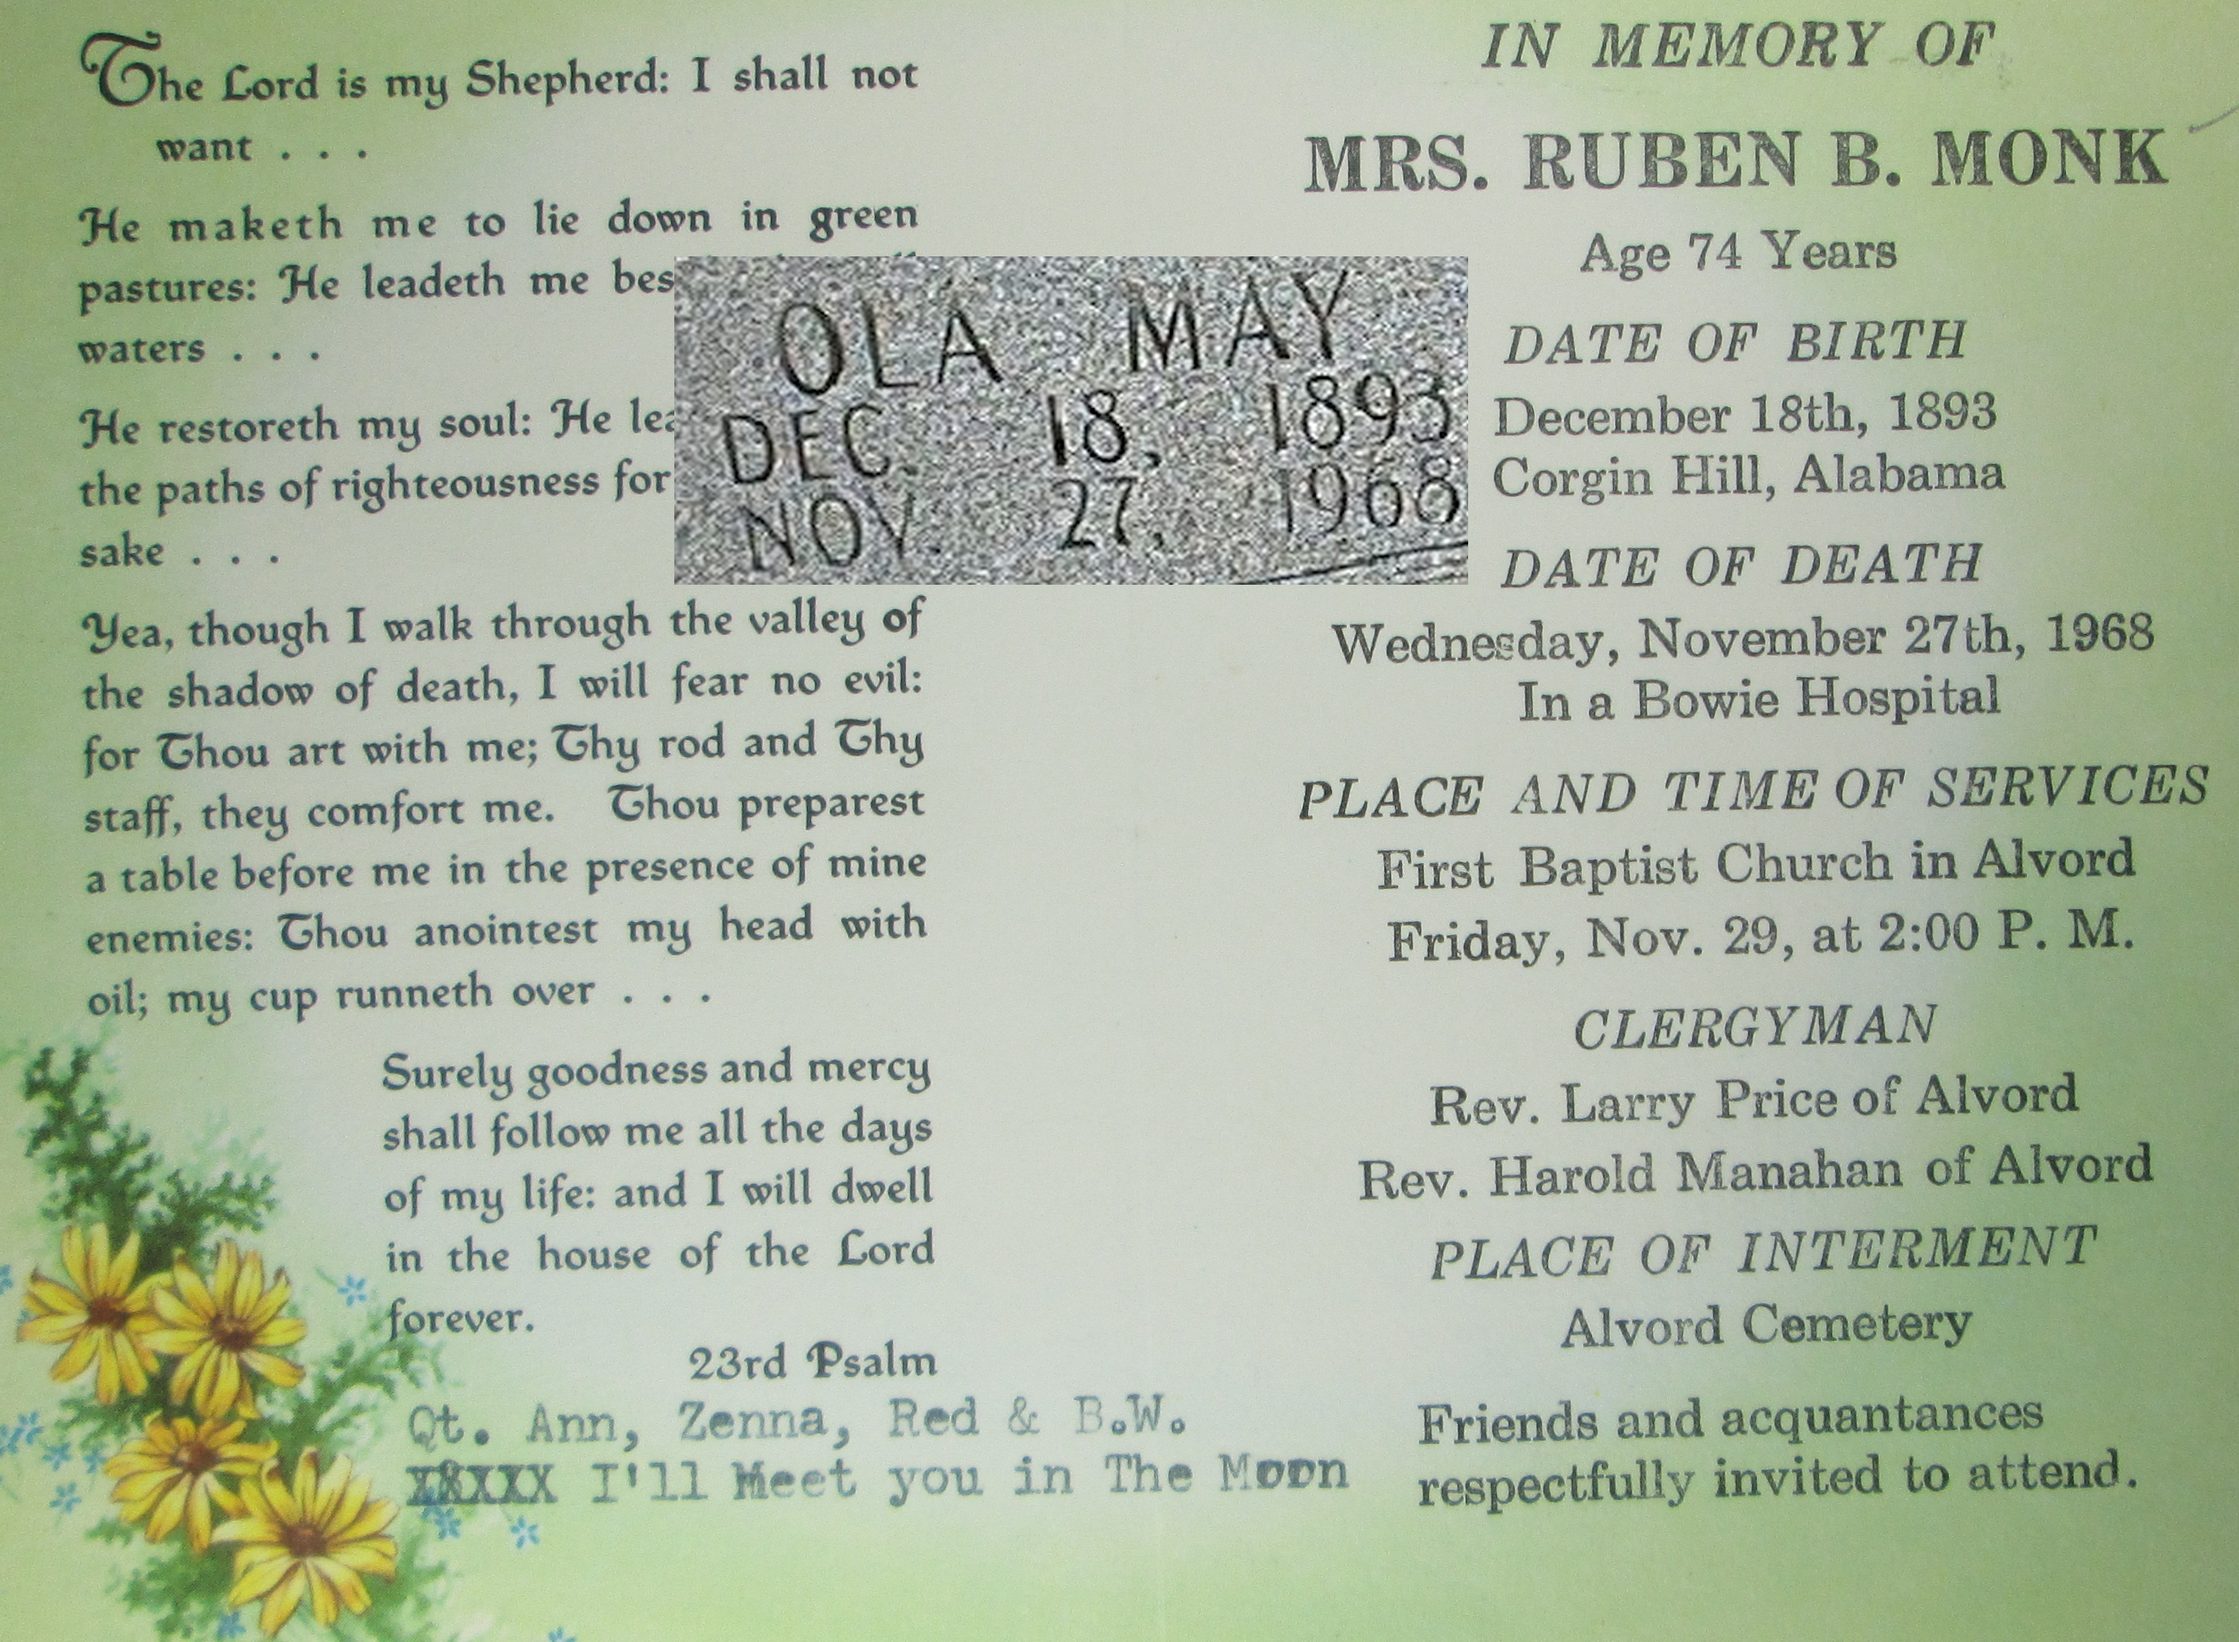 The Lord is my Shepherd: I shall not
want . . .
He maketh me to lie down in green
pastures: He leadeth me
waters . . .
He restoreth my soul: He
the paths of righteousness for
sake . . .
Yea, though I walk through the valley of
the shadow of death, I will fear no evil:
for Thou art with me; Thy rod and Thy
staff, they comfort me. Thou preparest
a table before me in the presence of mine
enemies: Thou anointest my head with
oil; my cup runneth over . . .
Surely goodness and mercy
shall follow me all the days
of my life: and I will dwell
in the house of the Lord
forever.
23rd Psalm
Qt. Ann, Zenna, Red & B.W.
I'll Meet you in The Moon
OLA MAY
DEC. 18, 1893
NOV. 27, 1968
IN MEMORY OF
MRS. RUBEN B. MONK
Age 74 Years
DATE OF BIRTH
December 18th, 1893
Corgin Hill, Alabama
DATE OF DEATH
Wednesday, November 27th, 1968
In a Bowie Hospital
PLACE AND TIME OF SERVICES
First Baptist Church in Alvord
Friday, Nov. 29, at 2:00 P. M.
CLERGYMAN
Rev. Larry Price of Alvord
Rev. Harold Manahan of Alvord
PLACE OF INTERMENT
Alvord Cemetery
Friends and acquantances
respectfully invited to attend.